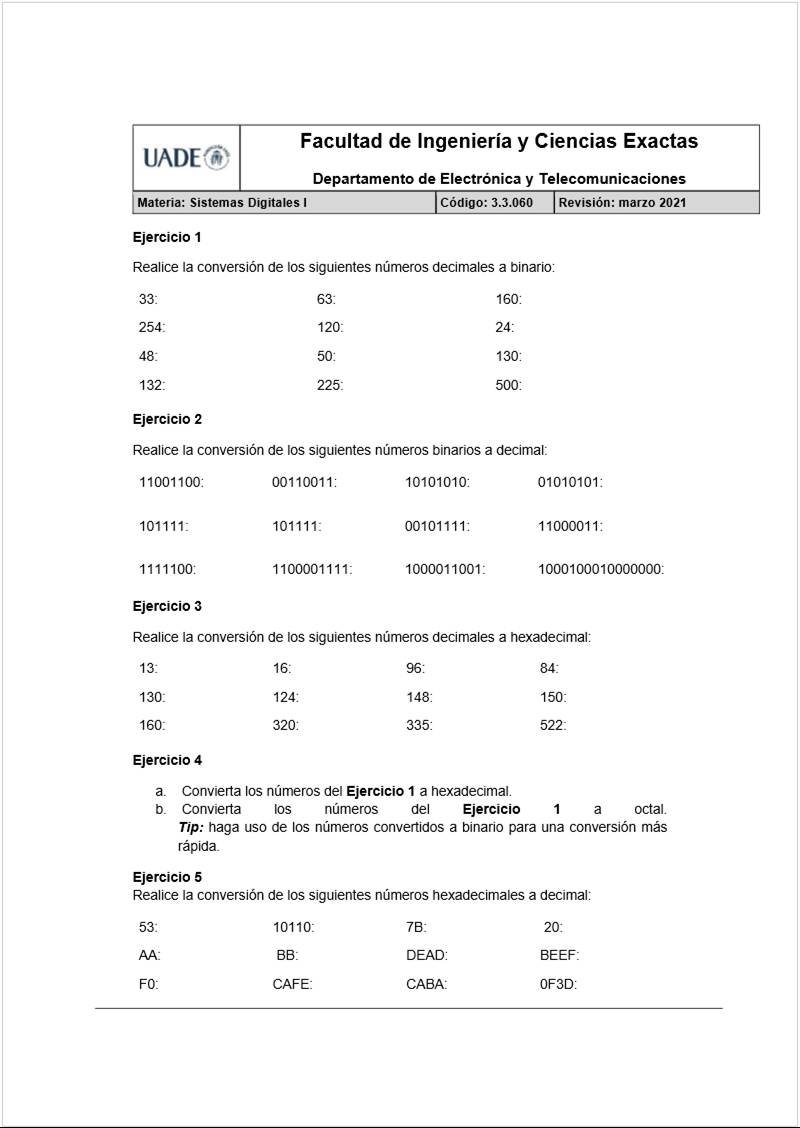 UADE
Facultad de Ingeniería y Ciencias Exactas
Departamento de Electrónica y Telecomunicaciones
Materia: Sistemas Digitales I Código: 3.3.060 Revisión: marzo 2021
Ejercicio 1
Realice la conversión de los siguientes números decimales a binario:
33: 63: 160:
254: 120: 24:
48: 50: 130:
132: 225: 500:
Ejercicio 2
Realice la conversión de los siguientes números binarios a decimal:
11001100: 00110011: 10101010: 01010101:
101111: 101111: 00101111: 11000011:
1111100: 1100001111: 1000011001: 1000100010000000:
Ejercicio 3
Realice la conversión de los siguientes números decimales a hexadecimal:
13: 16: 96: 84:
130: 124: 148: 150:
160: 320: 335: 522:
Ejercicio 4
a. Convierta los números del Ejercicio 1 a hexadecimal.
b. Convierta los números del Ejercicio 1 a octal.
Tip: haga uso de los números convertidos a binario para una conversión más
rápida.
Ejercicio 5
Realice la conversión de los siguientes números hexadecimales a decimal:
53: 10110: 7B: 20:
AA: BB: DEAD: BEEF:
F0: CAFE: CABA: 0F3D: